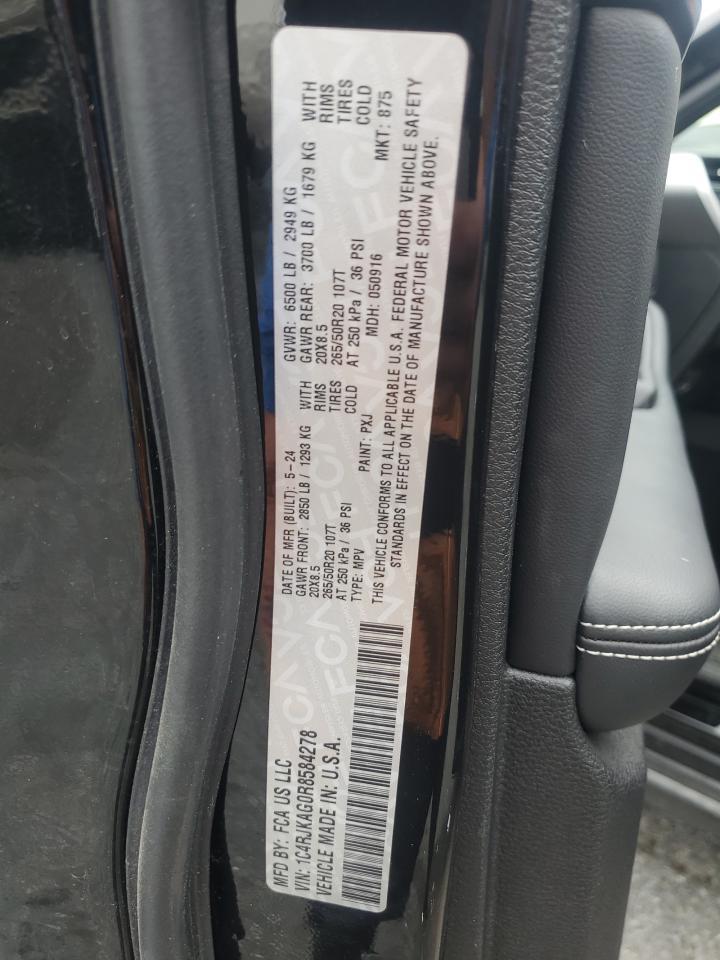 MFD BY: FCA US LLC
VIN: 1C4RJKAG0R8584278
VEHICLE MADE IN: U.S.A.
DATE OF MFR (BUILT): 5-24
GAWR FRONT: 2850 LB / 1293 KG WITH
20X8.5 RIMS
265/50R20 107T TIRES
AT 250 kPa / 36 PSI COLD
TYPE: MPV PAINT: PXJ
GVWR: 6500 LB / 2949 KG
GAWR REAR: 3700 LB / 1679 KG WITH
20X8.5 RIMS
265/50R20 107T TIRES
AT 250 kPa / 36 PSI COLD
MDH: 050916 MKT: 875
THIS VEHICLE CONFORMS TO ALL APPLICABLE U.S.A. FEDERAL MOTOR VEHICLE SAFETY
STANDARDS IN EFFECT ON THE DATE OF MANUFACTURE SHOWN ABOVE.